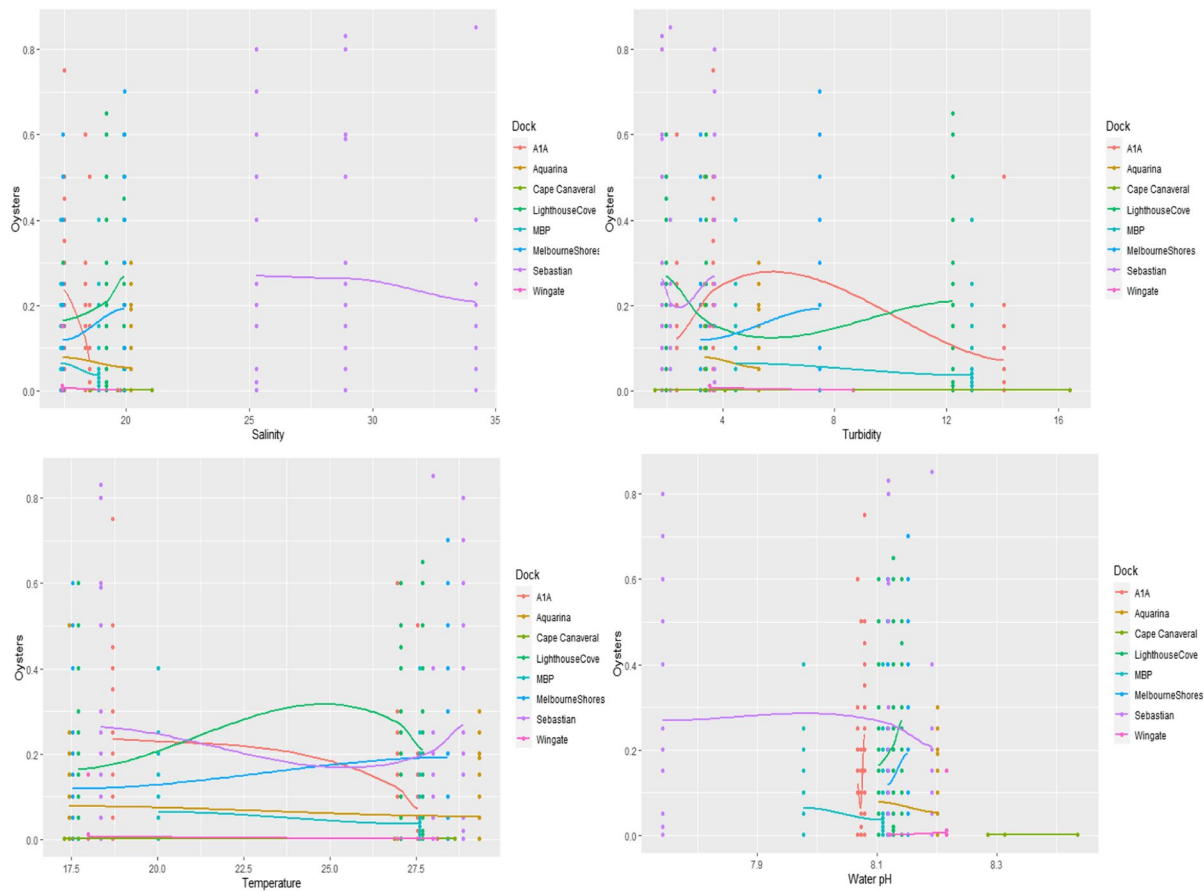 0.8
0.6
0.4
0.2
0.0
Oysters
20
25
30
35
Salinity
Dock
A1A
Aquarina
Cape Canaveral
LighthouseCove
MBP
MelbourneShores
Sebastian
Wingate
0.8
0.6
0.4
0.2
0.0
Oysters
4
8
12
16
Turbidity
Dock
A1A
Aquarina
Cape Canaveral
LighthouseCove
MBP
MelbourneShores
Sebastian
Wingate
0.8
0.6
0.4
0.2
0.0
Oysters
17.5
20.0
22.5
25.0
27.5
Temperature
Dock
A1A
Aquarina
Cape Canaveral
LighthouseCove
MBP
MelbourneShores
Sebastian
Wingate
0.8
0.6
0.4
0.2
0.0
Oysters
7.9
8.1
8.3
Water pH
Dock
A1A
Aquarina
Cape Canaveral
LighthouseCove
MBP
MelbourneShores
Sebastian
Wingate